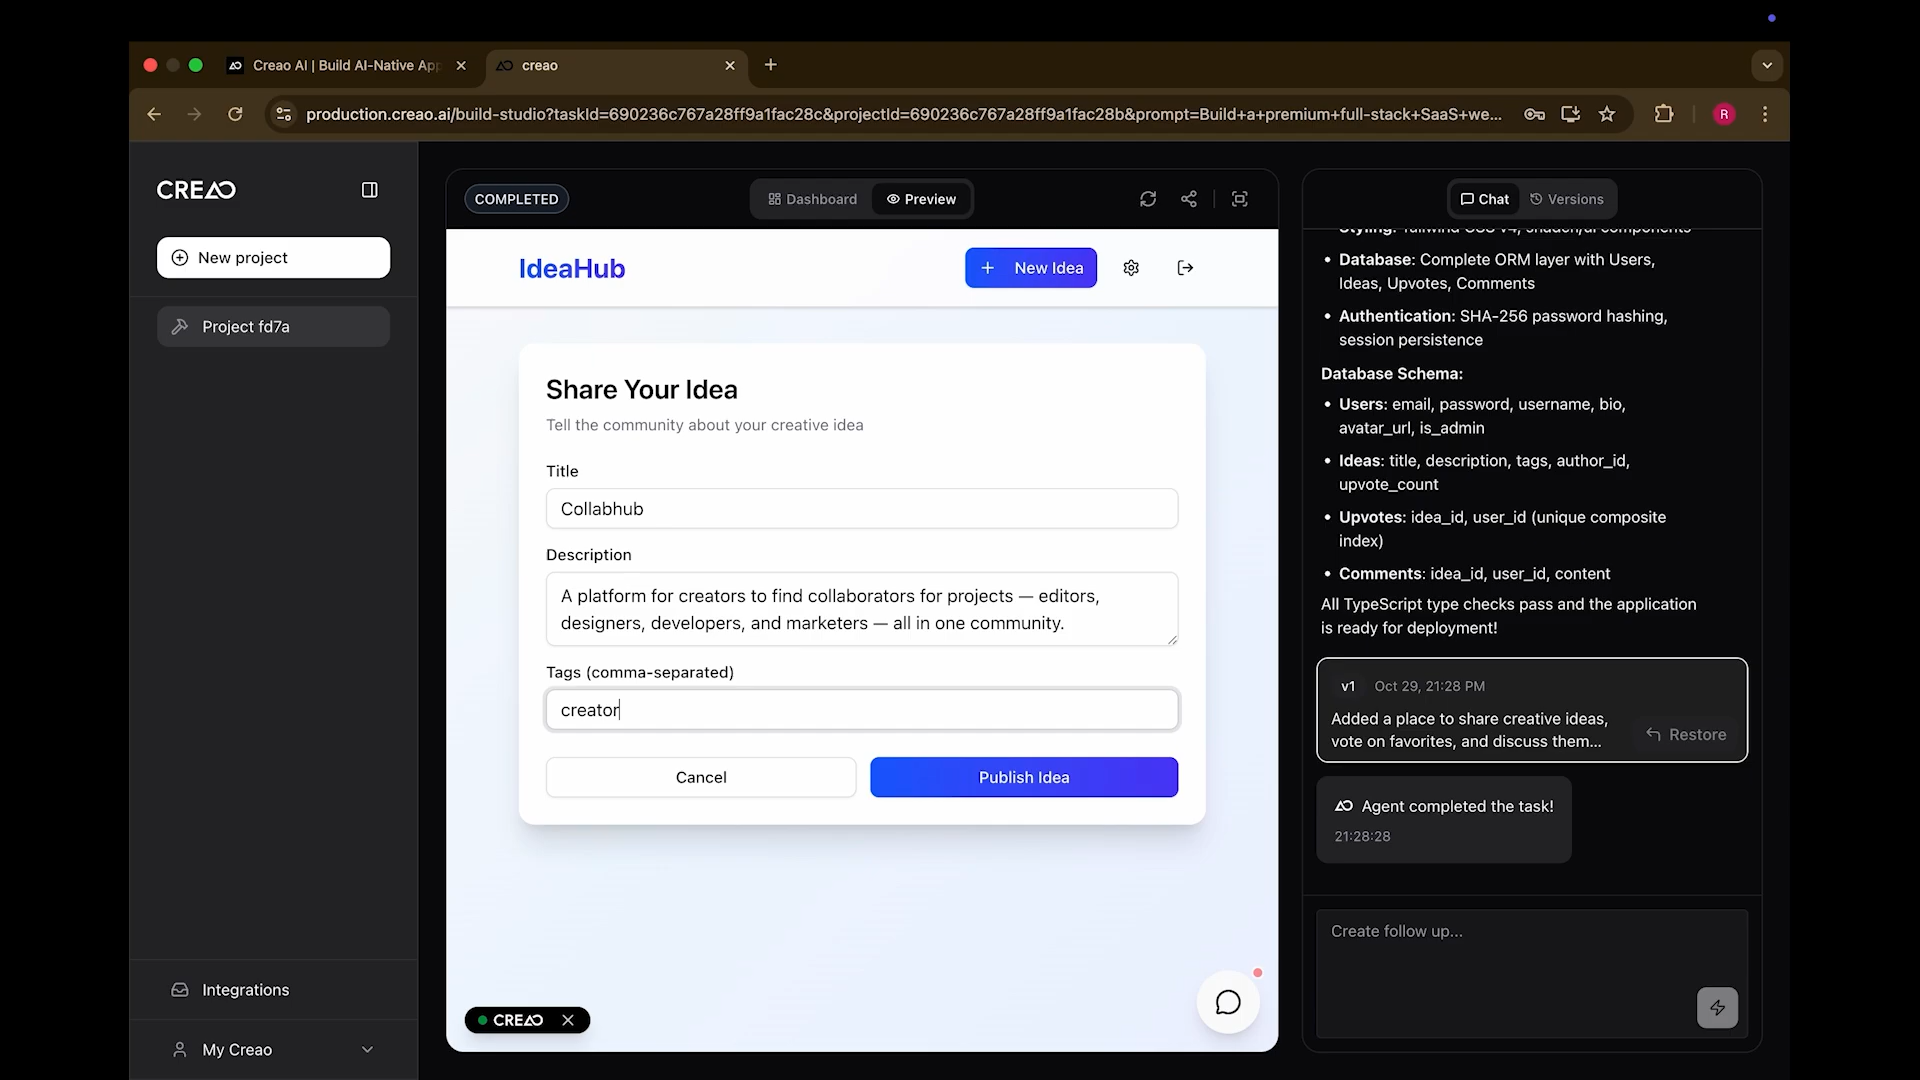 Creao AI | Build AI-Native App
creao
production.creao.ai/build-studio?taskId=690236c767a28ff9a1fac28c&projectId=690236c767a28ff9a1fac28b&prompt=Build+a+premium+full-stack+SaaS+we...
R
CREAO
New project
Project fd7a
Integrations
My Creao
COMPLETED
Dashboard
Preview
IdeaHub
+ New Idea
Share Your Idea
Tell the community about your creative idea
Title
Collabhub
Description
A platform for creators to find collaborators for projects — editors,
designers, developers, and marketers — all in one community.
Tags (comma-separated)
creator
Cancel
Publish Idea
CREAO
Chat
Versions
Styling: Tailwind CSS v4, shadcn/ui components
• Database: Complete ORM layer with Users,
Ideas, Upvotes, Comments
• Authentication: SHA-256 password hashing,
session persistence
Database Schema:
• Users: email, password, username, bio,
avatar_url, is_admin
• Ideas: title, description, tags, author_id,
upvote_count
• Upvotes: idea_id, user_id (unique composite
index)
• Comments: idea_id, user_id, content
All TypeScript type checks pass and the application
is ready for deployment!
v1 Oct 29, 21:28 PM
Added a place to share creative ideas,
vote on favorites, and discuss them...
Restore
Agent completed the task!
21:28:28
Create follow up...